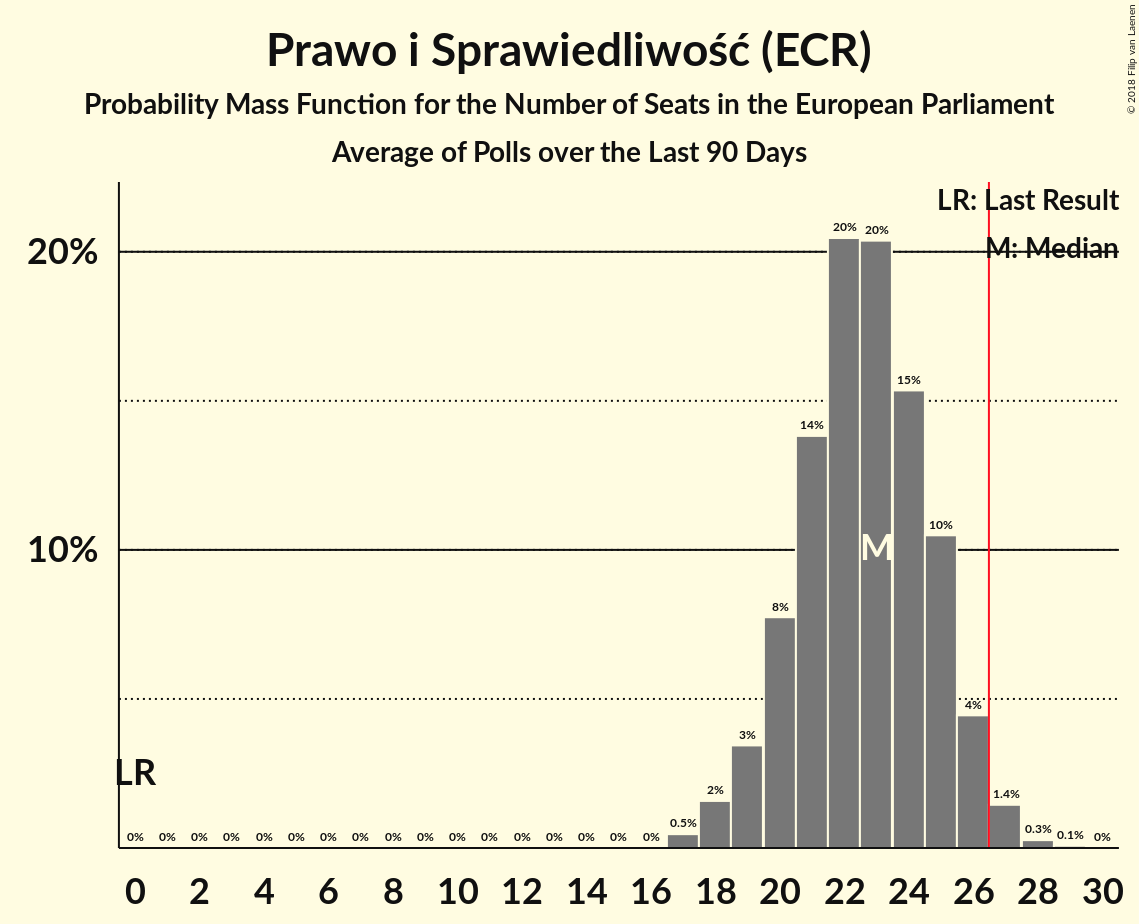 Prawo i Sprawiedliwość (ECR)
Probability Mass Function for the Number of Seats in the European Parliament
Average of Polls over the Last 90 Days
© 2018 Filip van Laenen
LR: Last Result
M: Median
20%
10%
20% 20%
15%
14%
10%
M
8%
4%
3%
LR
2%
1.4%
0% 0% 0% 0% 0% 0% 0% 0% 0% 0% 0% 0% 0% 0% 0% 0% 0% 0.5% 0.3% 0.1% 0%
0 2 4 6 8 10 12 14 16 18 20 22 24 26 28 30